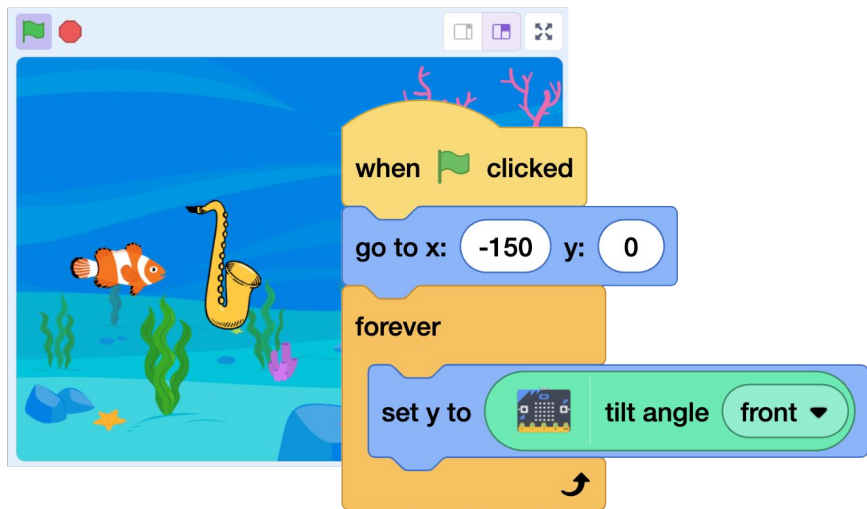 when clicked
go to x: -150 y: 0
forever
set y to tilt angle front